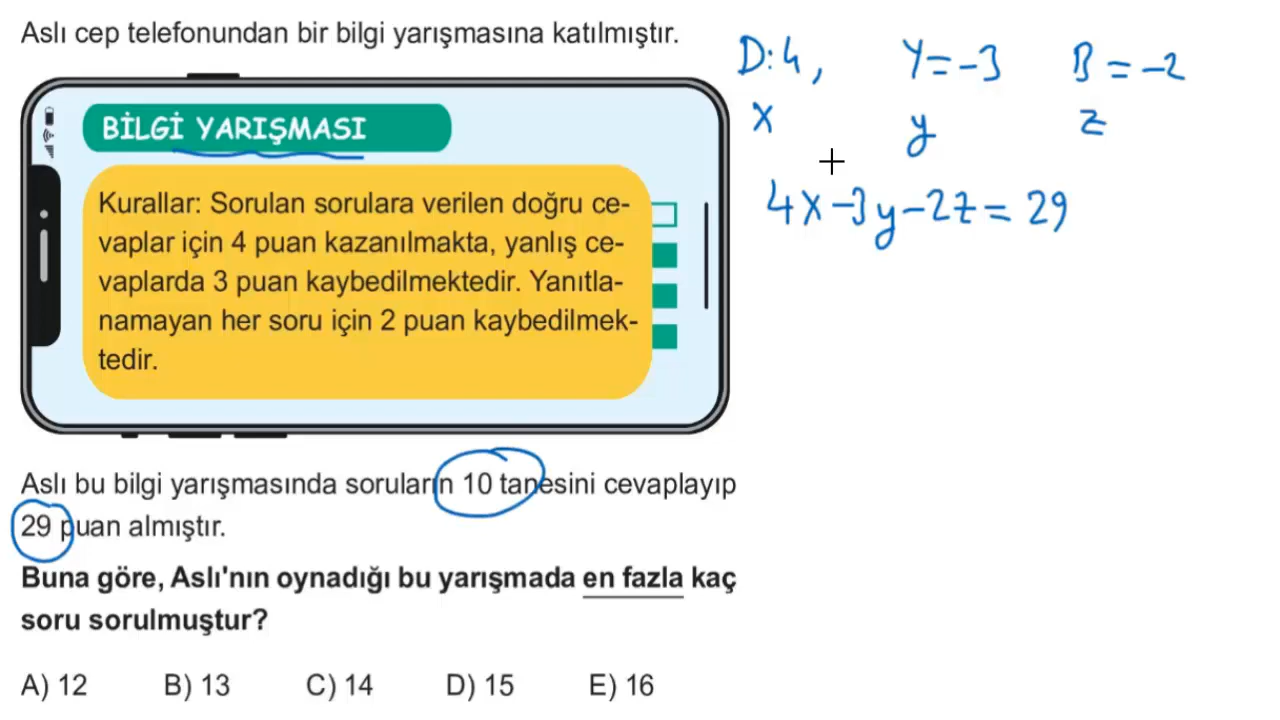 Aslı cep telefonundan bir bilgi yarışmasına katılmıştır.
BİLGİ YARIŞMASI
Kurallar: Sorulan sorulara verilen doğru ce-
vaplar için 4 puan kazanılmakta, yanlış ce-
vaplarda 3 puan kaybedilmektedir. Yanıtla-
namayan her soru için 2 puan kaybedilmek-
tedir.
D:4, Y=-3 B=-2
x y z
4x-3y-2z=29
Aslı bu bilgi yarışmasında soruların 10 tanesini cevaplayıp
29 puan almıştır.
Buna göre, Aslı'nın oynadığı bu yarışmada en fazla kaç
soru sorulmuştur?
A) 12 B) 13 C) 14 D) 15 E) 16